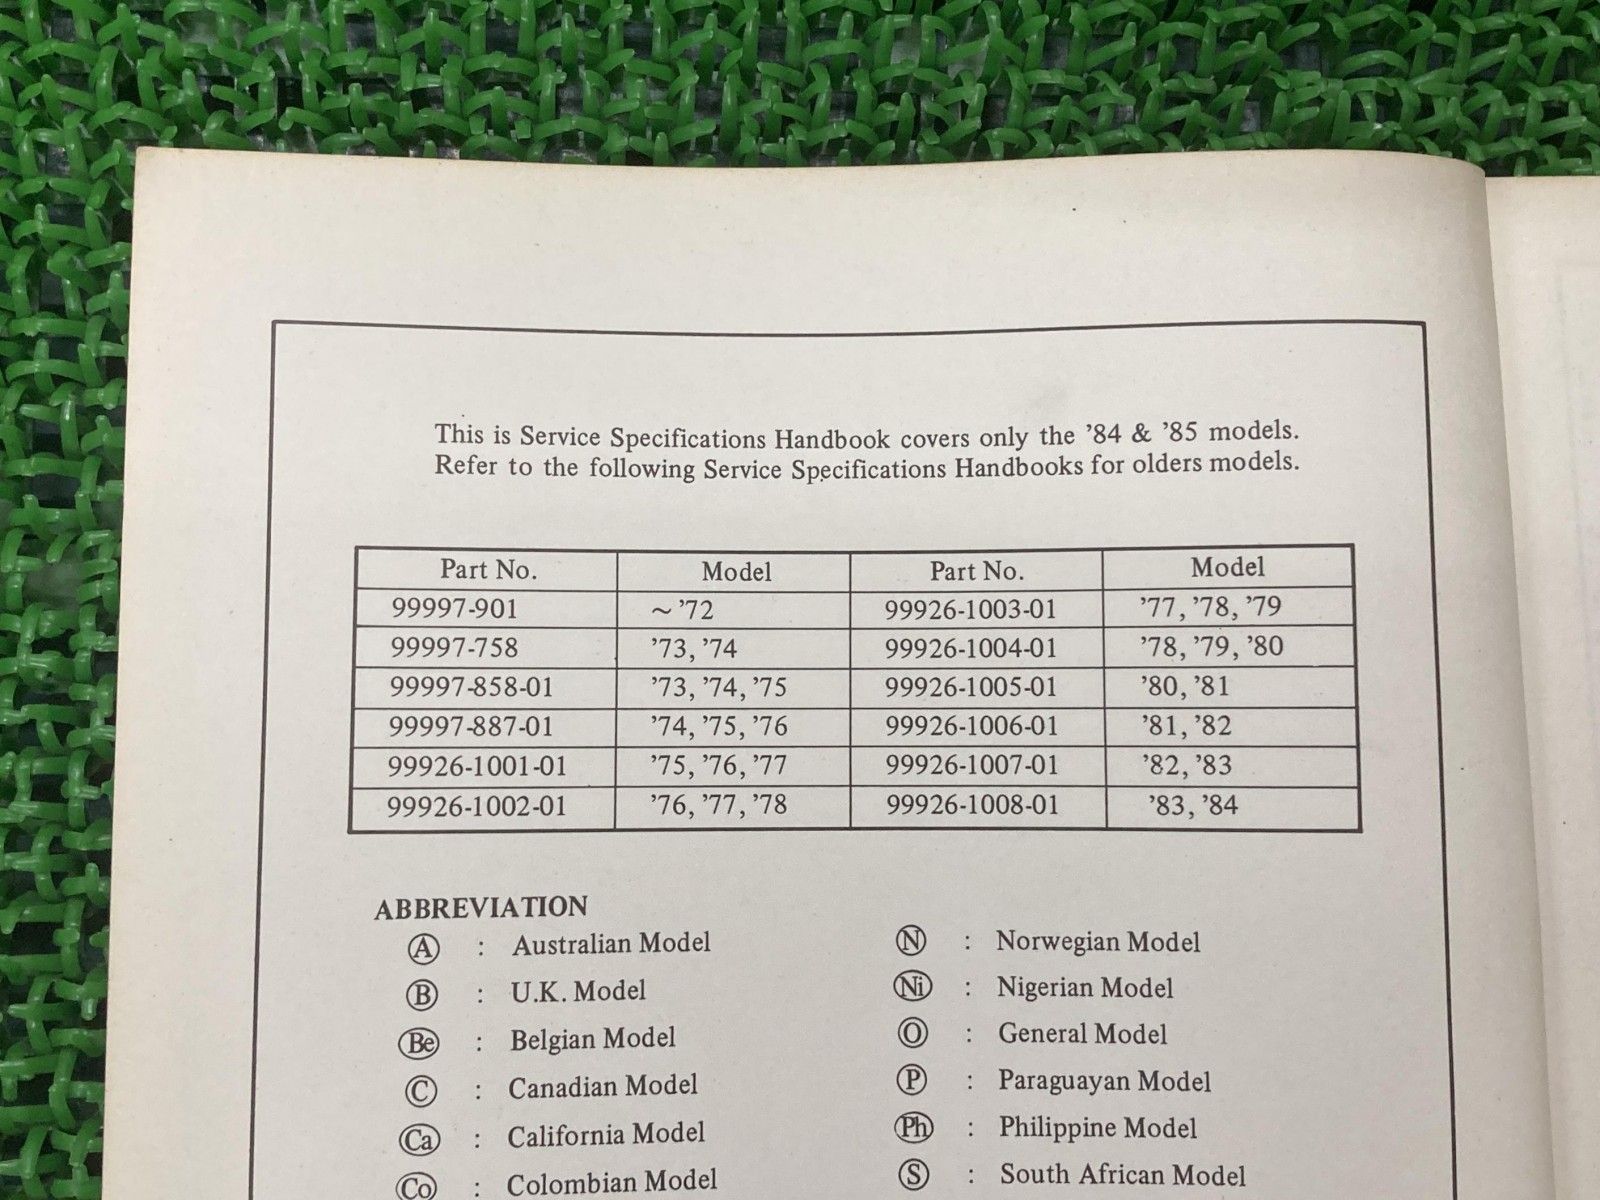 This is Service Specifications Handbook covers only the ’84 & ’85 models.
Refer to the following Service Specifications Handbooks for olders models.
Part No. Model Part No. Model
99997-901 ~ ’72 99926-1003-01 ’77, ’78, ’79
99997-758 ’73, ’74 99926-1004-01 ’78, ’79, ’80
99997-858-01 ’73, ’74, ’75 99926-1005-01 ’80, ’81
99997-887-01 ’74, ’75, ’76 99926-1006-01 ’81, ’82
99926-1001-01 ’75, ’76, ’77 99926-1007-01 ’82, ’83
99926-1002-01 ’76, ’77, ’78 99926-1008-01 ’83, ’84
ABBREVIATION
Ⓐ : Australian Model
Ⓑ : U.K. Model
Be : Belgian Model
Ⓒ : Canadian Model
Ca : California Model
Co : Colombian Model
Ⓝ : Norwegian Model
Ni : Nigerian Model
Ⓞ : General Model
Ⓟ : Paraguayan Model
Ph : Philippine Model
Ⓢ : South African Model